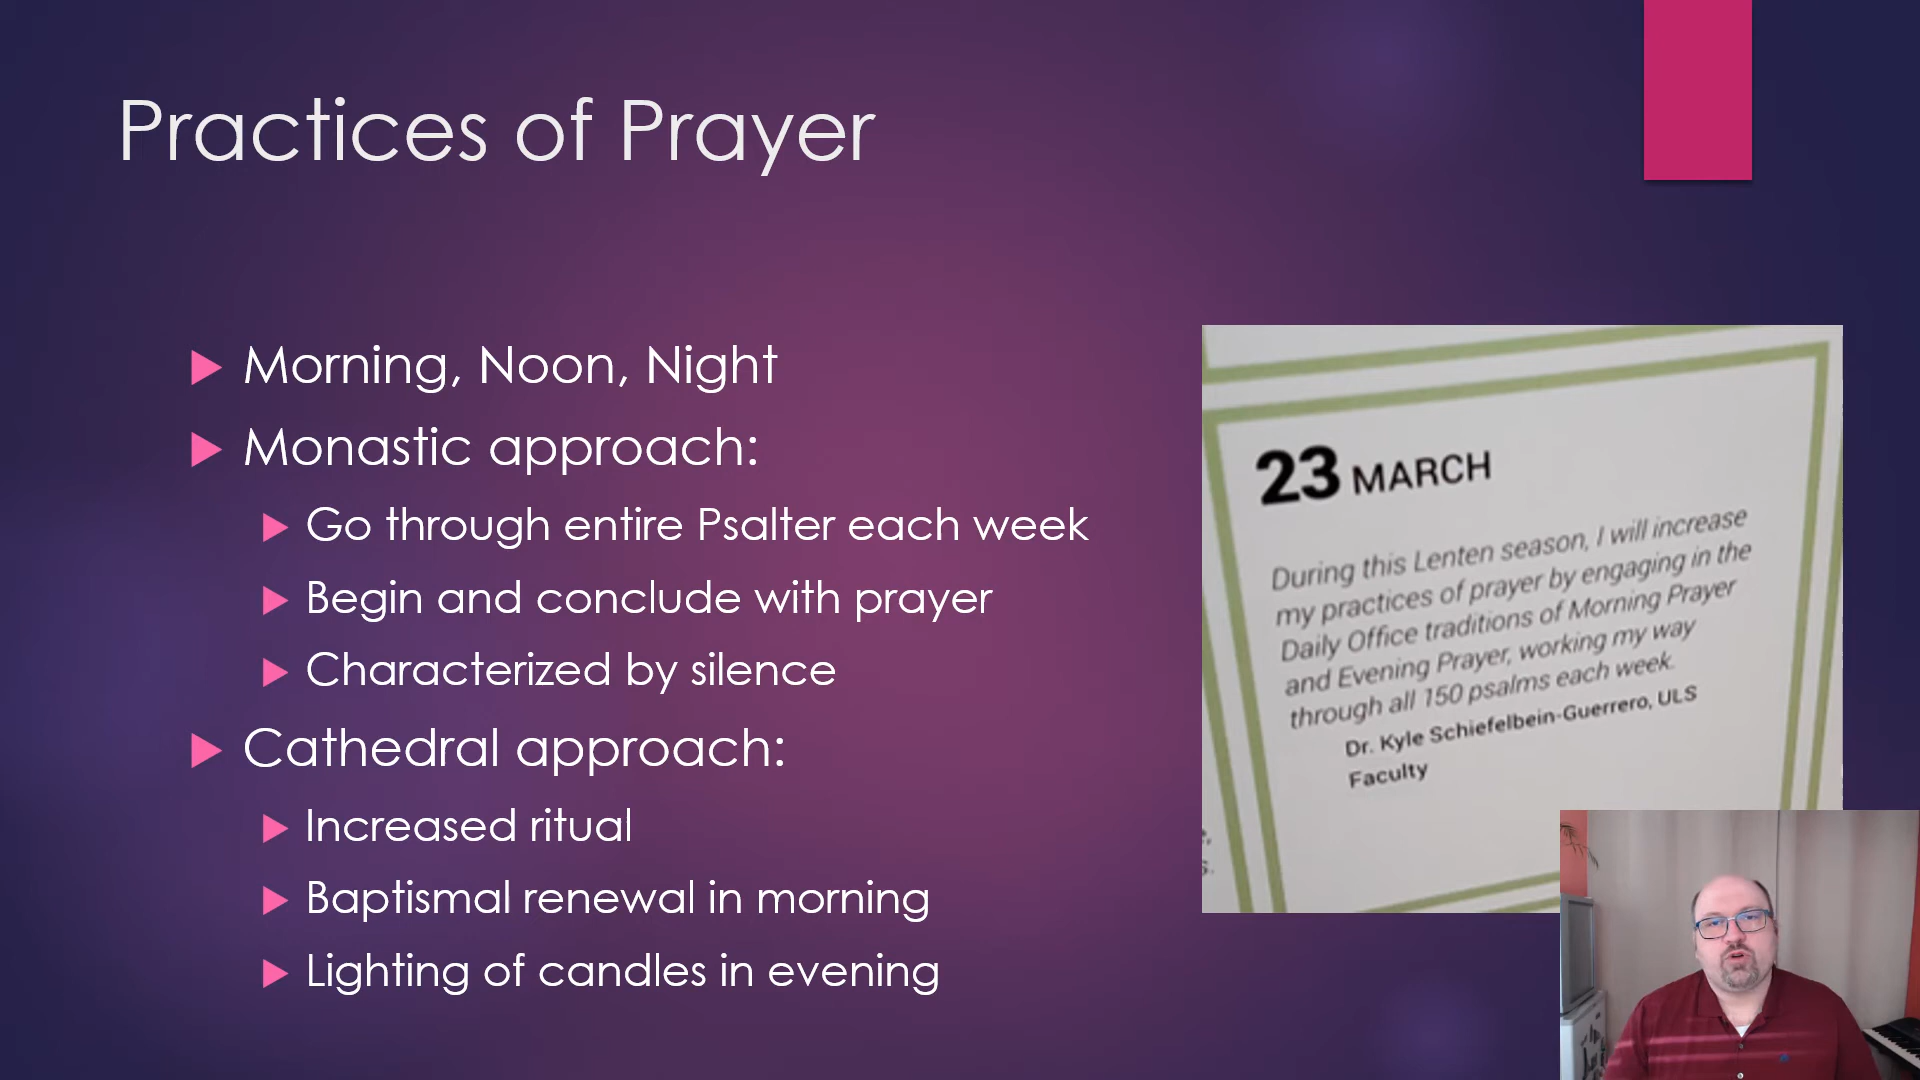 Practices of Prayer
Morning, Noon, Night
Monastic approach:
Go through entire Psalter each week
Begin and conclude with prayer
Characterized by silence
Cathedral approach:
Increased ritual
Baptismal renewal in morning
Lighting of candles in evening
23 MARCH
During this Lenten season, I will increase
my practices of prayer by engaging in the
Daily Office traditions of Morning Prayer
and Evening Prayer, working my way
through all 150 psalms each week.
Dr. Kyle Schiefelbein-Guerrero, ULS
Faculty